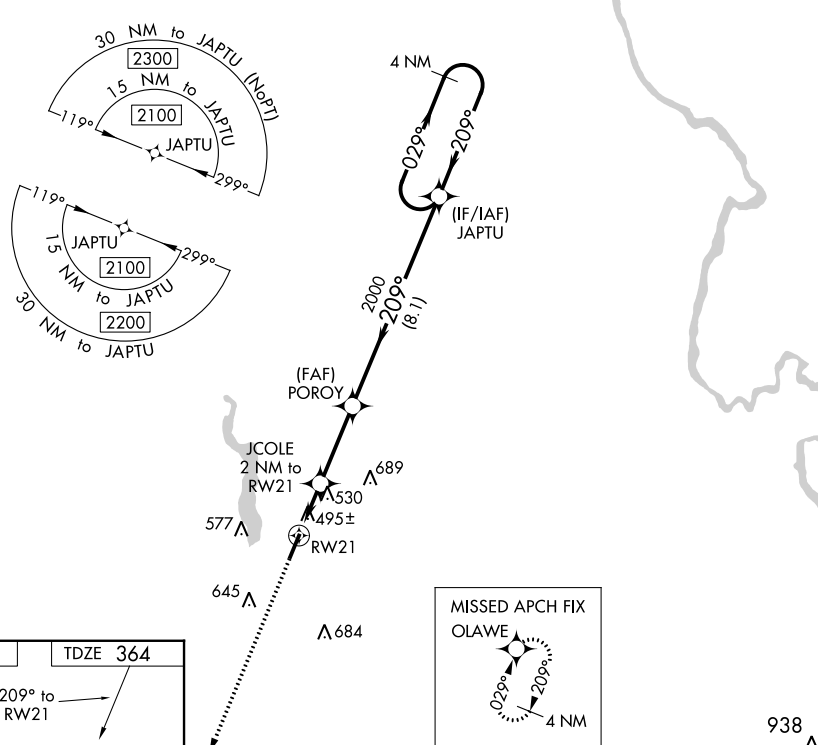 30 NM to JAPTU (NoPT)
2300
15 NM to JAPTU
2100
119°
JAPTU
299°
119°
JAPTU
299°
2100
15 NM to JAPTU
2200
30 NM to JAPTU
4 NM
029°
209°
(IF/IAF)
JAPTU
2000
209°
(8.1)
(FAF)
POROY
JCOLE
2 NM to
RW21
689
530
495±
577
RW21
645
684
MISSED APCH FIX
OLAWE
029°
209°
4 NM
TDZE 364
209° to
RW21
938